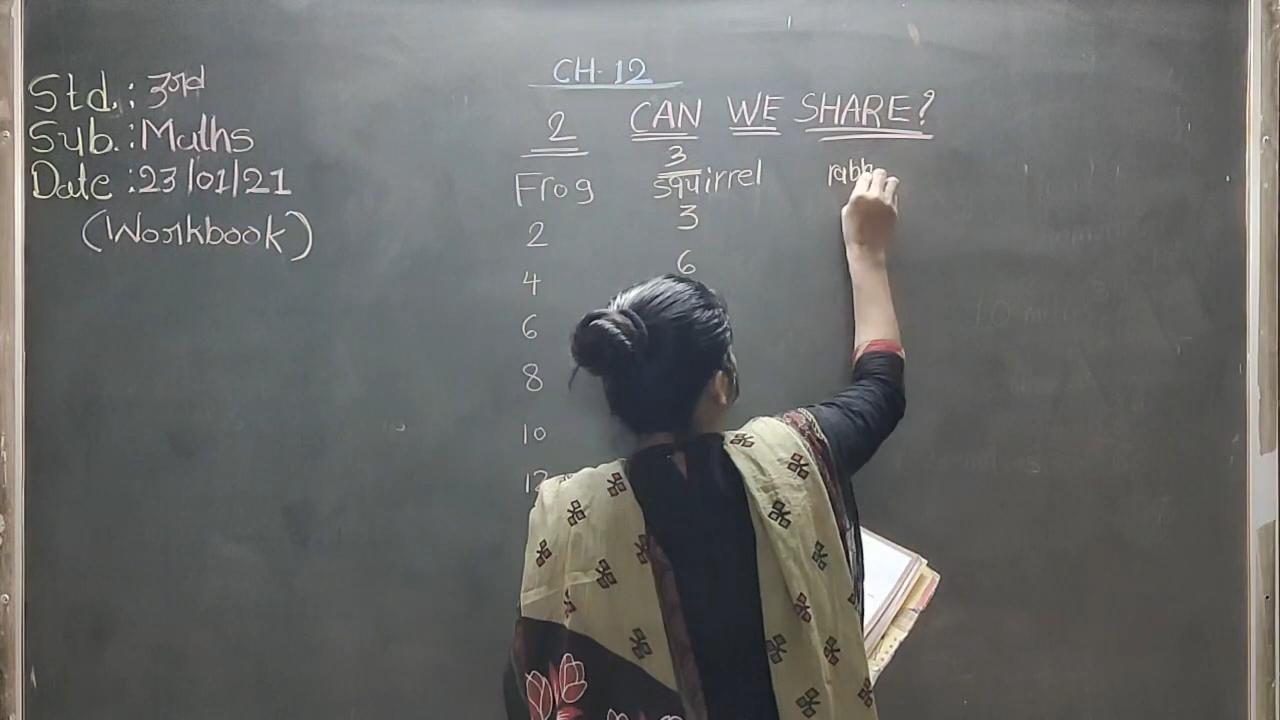 Std.: 3rd
Sub.: Maths
Date: 23/01/21
(Workbook)
CH-12
CAN WE SHARE?
2
3
Frog squirrel rabb
2
3
4
6
6
8
10
12